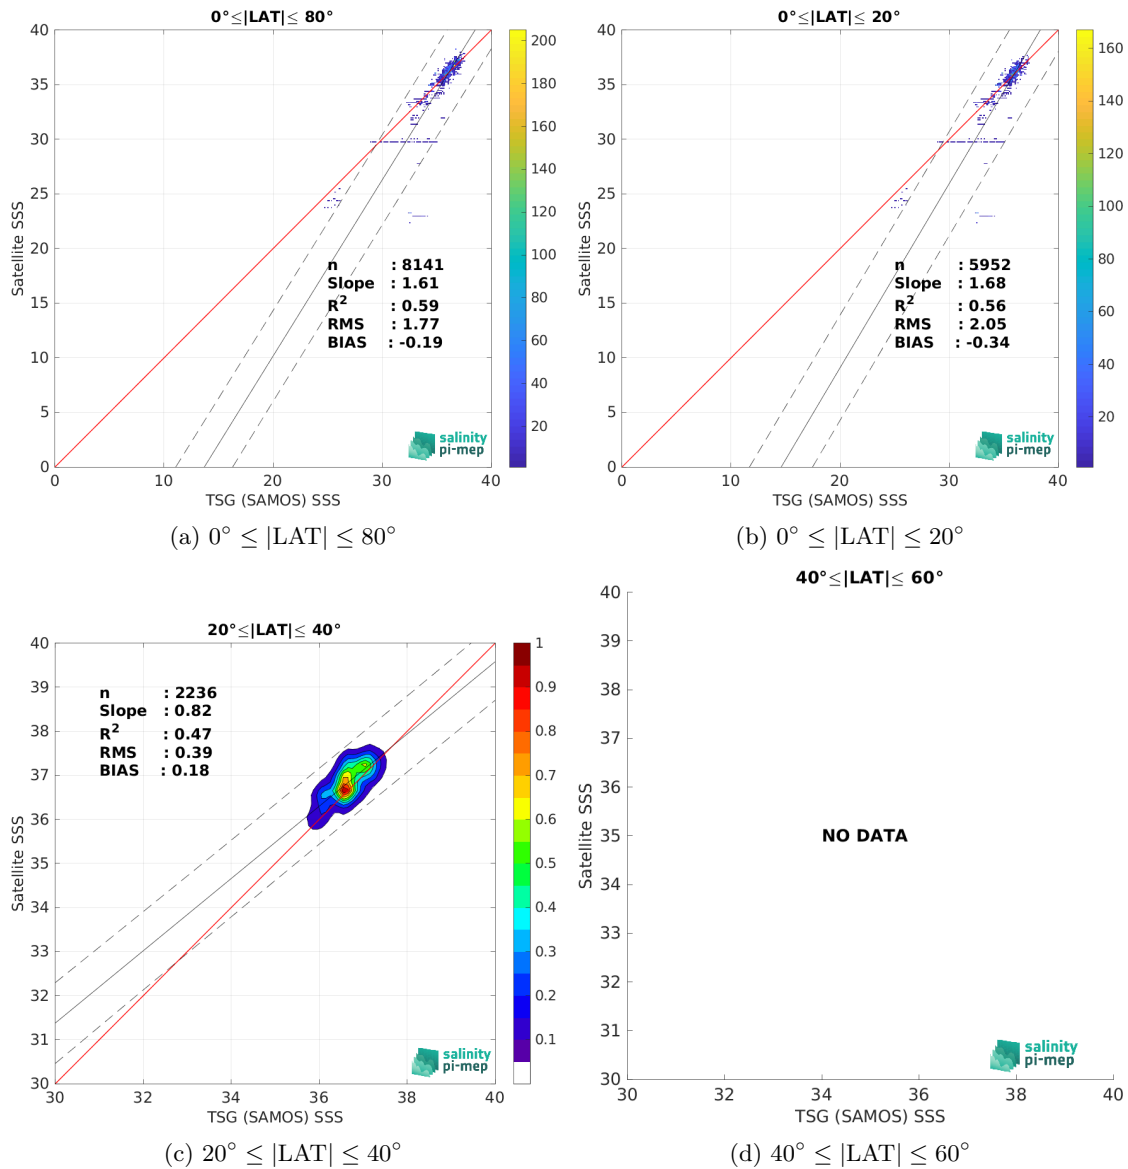 0°≤|LAT|≤ 80°
40
35
30
25
20
15
10
5
0
0
10
20
30
40
Satellite SSS
TSG (SAMOS) SSS
n : 8141
Slope : 1.61
R² : 0.59
RMS : 1.77
BIAS : -0.19
salinity
pi-mep
200
180
160
140
120
100
80
60
40
20
(a) 0° ≤ |LAT| ≤ 80°
0°≤|LAT|≤ 20°
40
35
30
25
20
15
10
5
0
0
10
20
30
40
Satellite SSS
TSG (SAMOS) SSS
n : 5952
Slope : 1.68
R² : 0.56
RMS : 2.05
BIAS : -0.34
salinity
pi-mep
160
140
120
100
80
60
40
20
(b) 0° ≤ |LAT| ≤ 20°
20°≤|LAT|≤ 40°
40
39
38
37
36
35
34
33
32
31
30
30
32
34
36
38
40
Satellite SSS
TSG (SAMOS) SSS
n : 2236
Slope : 0.82
R² : 0.47
RMS : 0.39
BIAS : 0.18
salinity
pi-mep
1
0.9
0.8
0.7
0.6
0.5
0.4
0.3
0.2
0.1
(c) 20° ≤ |LAT| ≤ 40°
40°≤|LAT|≤ 60°
40
39
38
37
36
35
34
33
32
31
30
30
32
34
36
38
40
Satellite SSS
TSG (SAMOS) SSS
NO DATA
salinity
pi-mep
(d) 40° ≤ |LAT| ≤ 60°